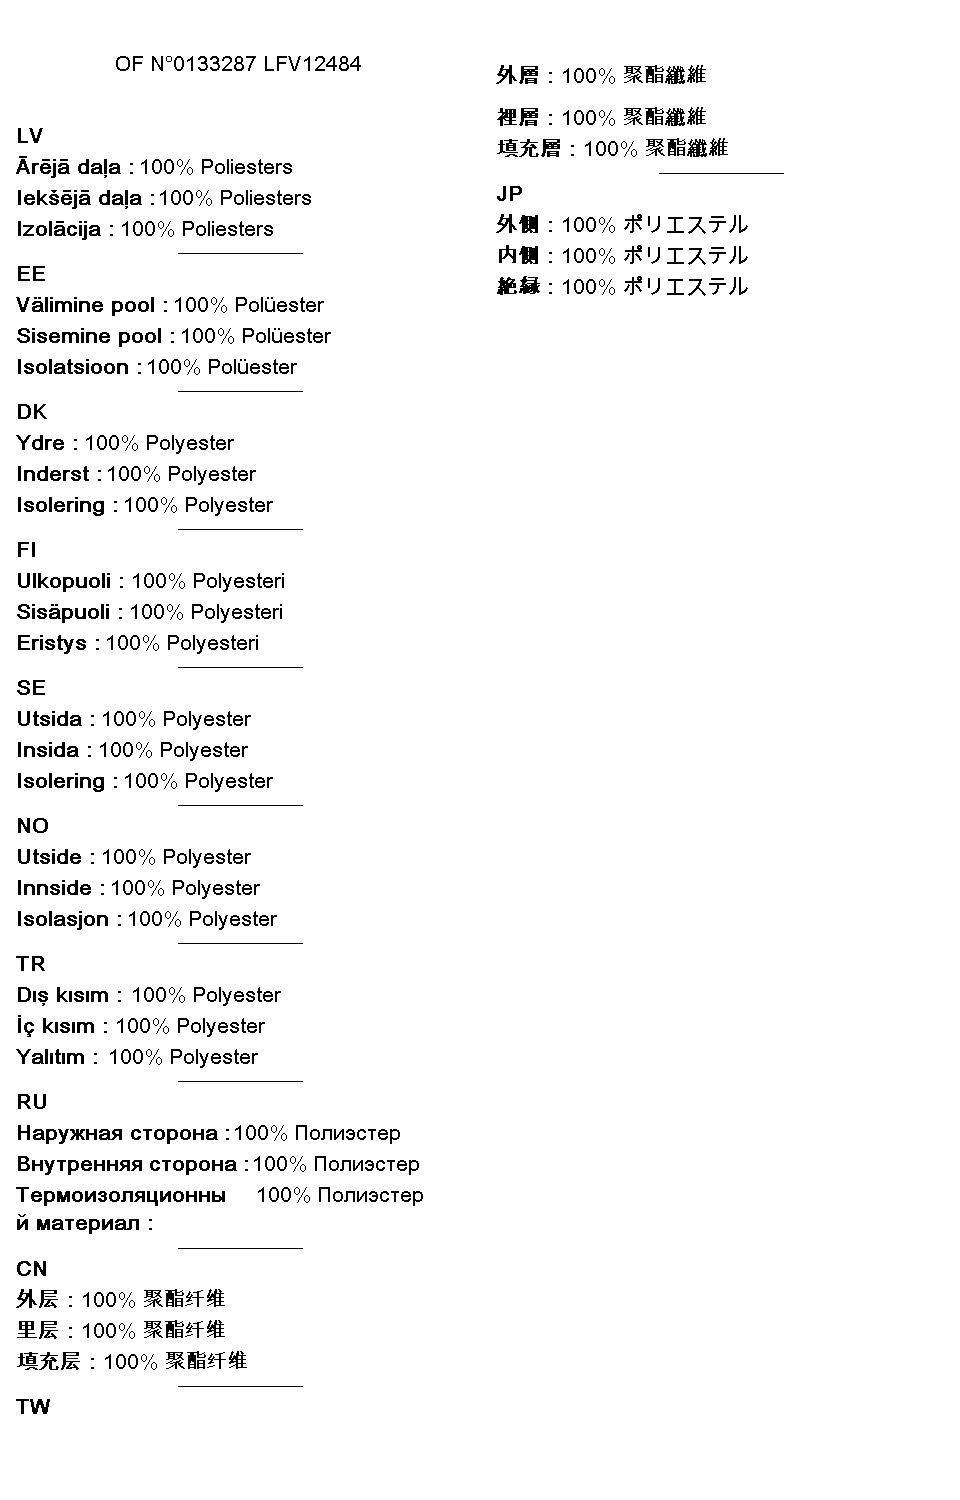 OF N°0133287 LFV12484
LV
Ārējā daļa : 100% Poliesters
Iekšējā daļa : 100% Poliesters
Izolācija : 100% Poliesters
EE
Välimine pool : 100% Polüester
Sisemine pool : 100% Polüester
Isolatsioon : 100% Polüester
DK
Ydre : 100% Polyester
Inderst : 100% Polyester
Isolering : 100% Polyester
FI
Ulkopuoli : 100% Polyesteri
Sisäpuoli : 100% Polyesteri
Eristys : 100% Polyesteri
SE
Utsida : 100% Polyester
Insida : 100% Polyester
Isolering : 100% Polyester
NO
Utside : 100% Polyester
Innside : 100% Polyester
Isolasjon : 100% Polyester
TR
Dış kısım : 100% Polyester
İç kısım : 100% Polyester
Yalıtım : 100% Polyester
RU
Наружная сторона : 100% Полиэстер
Внутренняя сторона : 100% Полиэстер
Термоизоляционны 100% Полиэстер
й материал :
CN
外层 : 100% 聚酯纤维
里层 : 100% 聚酯纤维
填充层 : 100% 聚酯纤维
TW
外層 : 100% 聚酯纖維
裡層 : 100% 聚酯纖維
填充層 : 100% 聚酯纖維
JP
外側 : 100% ポリエステル
内側 : 100% ポリエステル
絶縁 : 100% ポリエステル